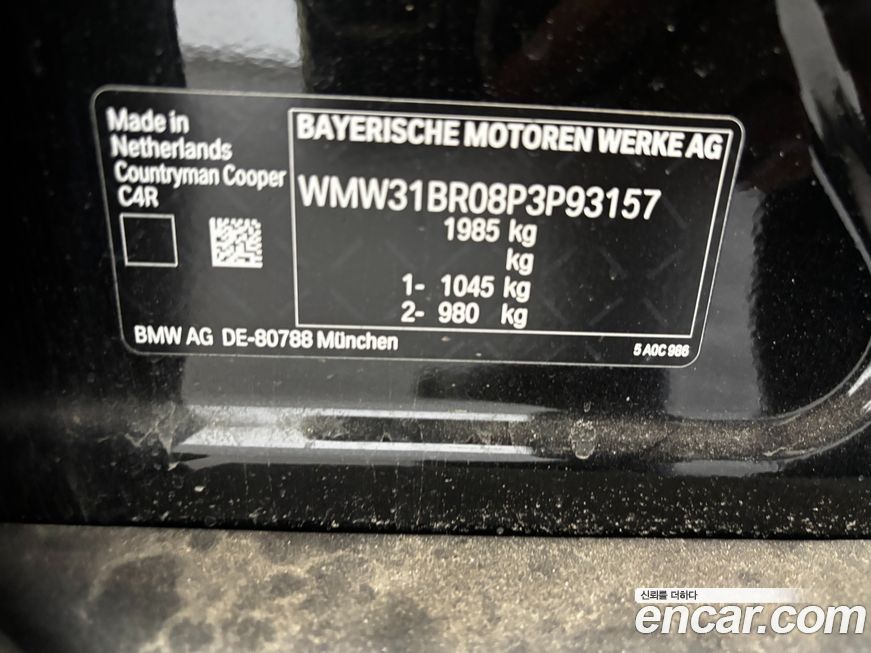 Made in
Netherlands
Countryman Cooper
C4R
BAYERISCHE MOTOREN WERKE AG
WMW31BR08P3P93157
1985 kg
kg
1- 1045 kg
2- 980 kg
BMW AG DE-80788 München
5 A0C 986
신뢰를 더하다
encar.com